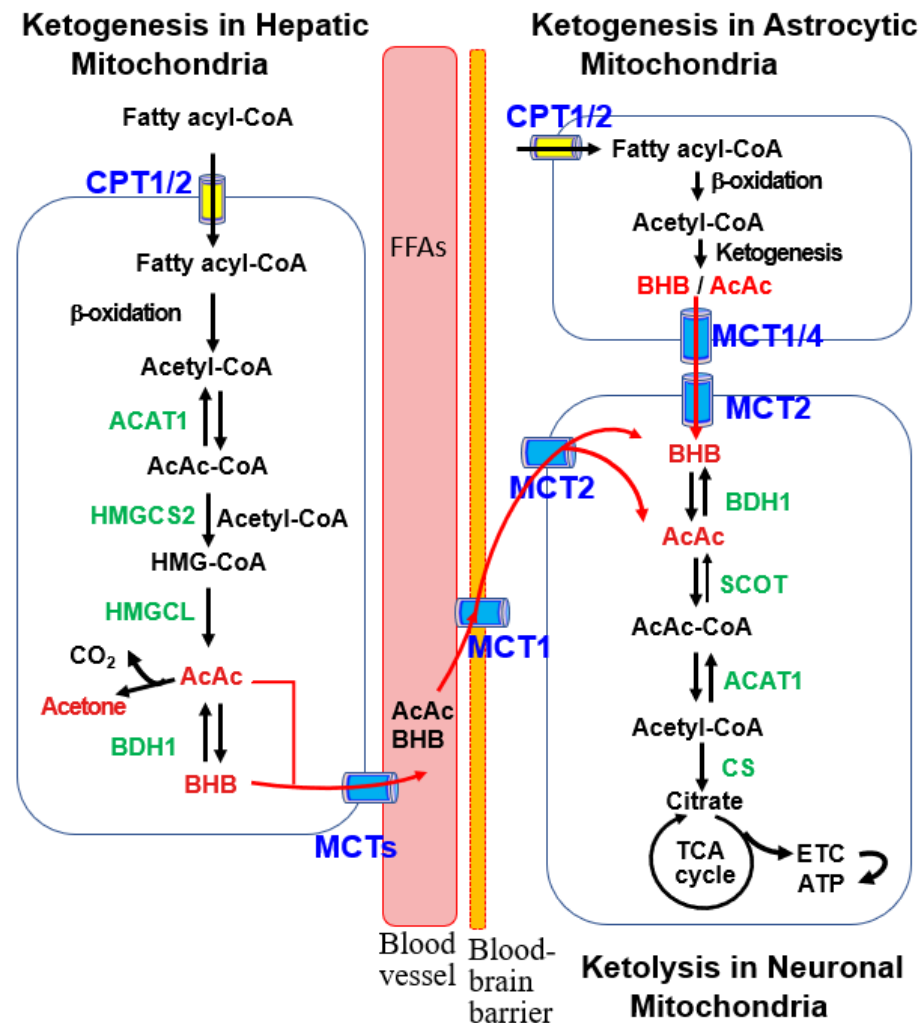 Ketogenesis in Hepatic
Mitochondria
Fatty acyl-CoA
CPT1/2
Fatty acyl-CoA
β-oxidation
Acetyl-CoA
ACAT1
AcAc-CoA
HMGCS2
Acetyl-CoA
HMG-CoA
HMGCL
CO₂
AcAc
Acetone
BDH1
BHB
MCTs
FFAs
AcAc
BHB
Blood
vessel
Blood-
brain
barrier
MCT1
MCT2
Ketogenesis in Astrocytic
Mitochondria
CPT1/2
Fatty acyl-CoA
β-oxidation
Acetyl-CoA
Ketogenesis
BHB / AcAc
MCT1/4
MCT2
BHB
BDH1
AcAc
SCOT
AcAc-CoA
ACAT1
Acetyl-CoA
CS
Citrate
TCA
cycle
ETC
ATP
Ketolysis in Neuronal
Mitochondria